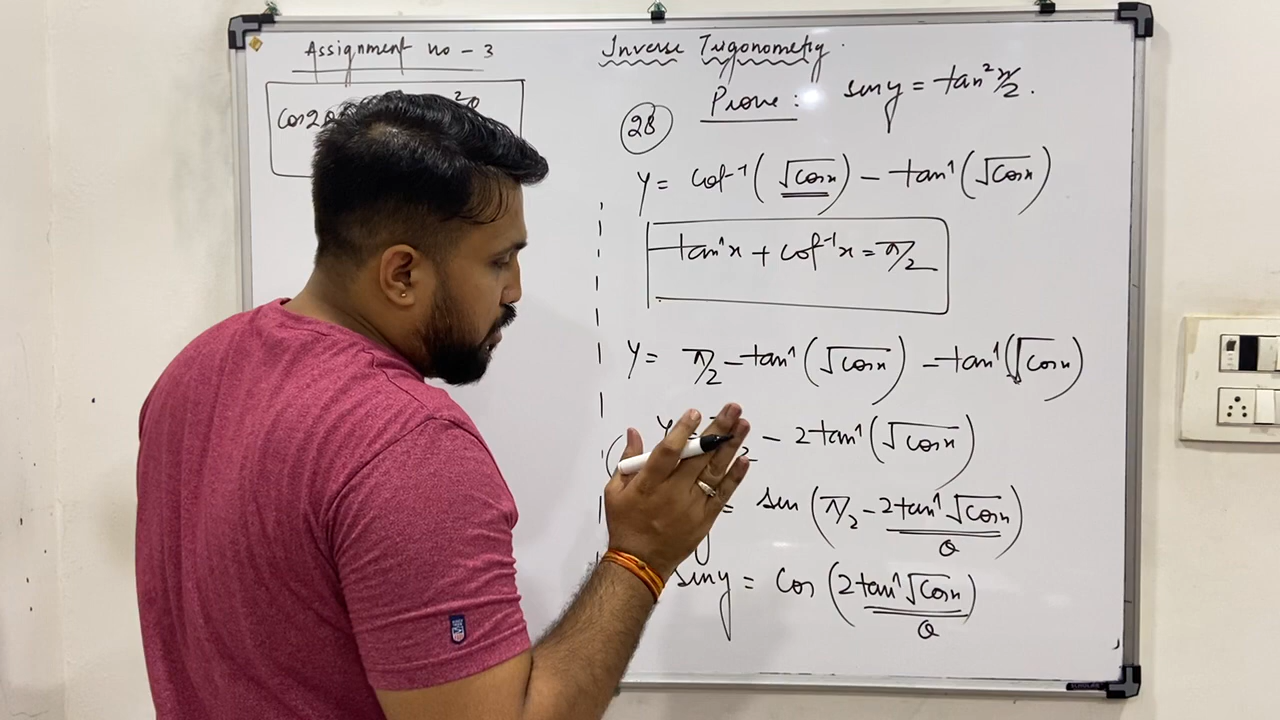 Assignment no - 3
cos2θ
²θ
Inverse Trigonometry.
Prove: siny = tan² x/2.
28
y = cot⁻¹(√cosx) - tan⁻¹(√cosx)
tan⁻¹x + cot⁻¹x = π/2
y = π/2 - tan⁻¹(√cosx) - tan⁻¹(√cosx)
- 2tan⁻¹(√cosx)
= sin(π/2 - 2tan⁻¹√cosx)
θ
siny = cos(2tan⁻¹√cosx)
θ